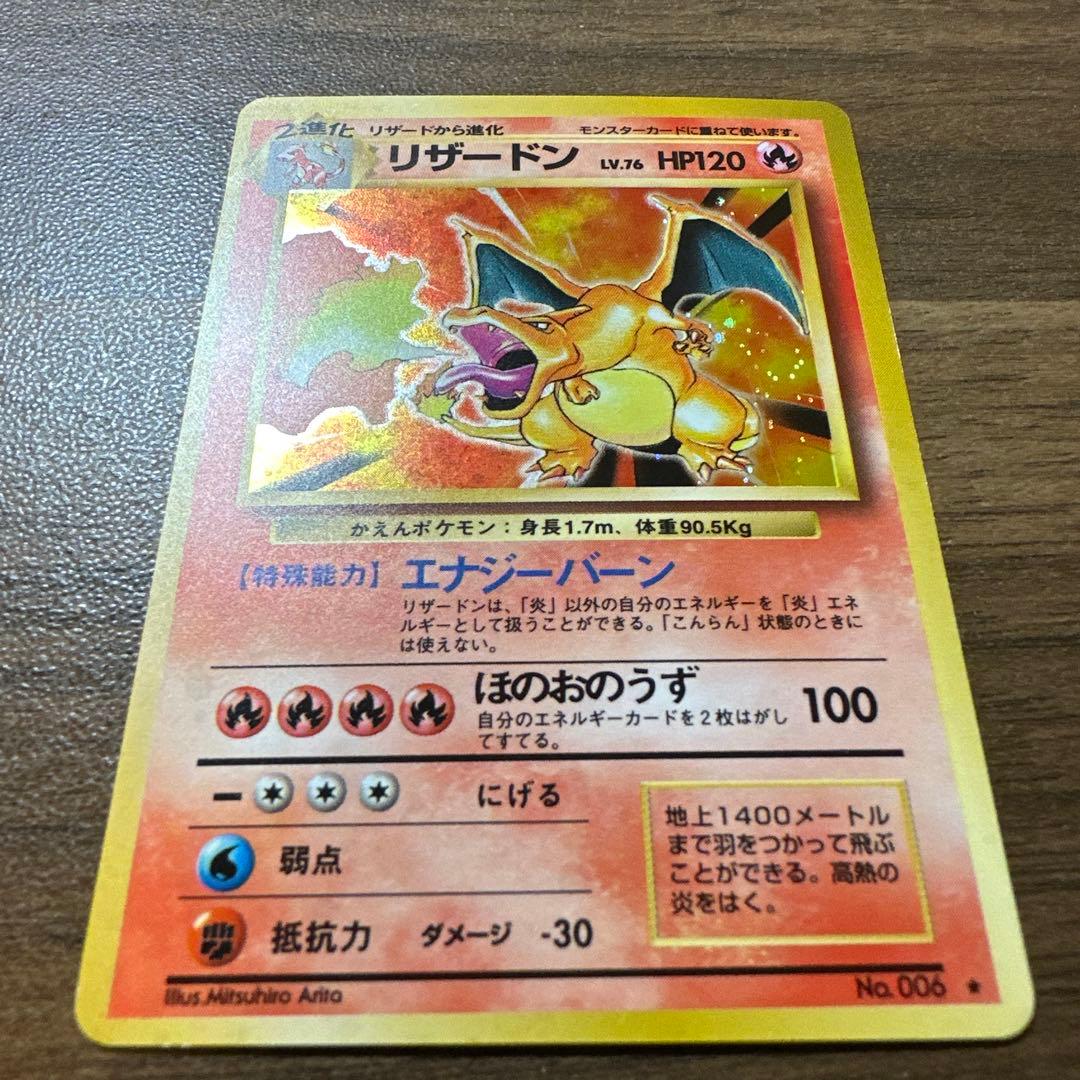 2進化 リザードから進化 モンスターカードに重ねて使います。
リザードン LV.76 HP120
かえんポケモン：身長1.7m、体重90.5Kg
【特殊能力】 エナジーバーン
リザードンは、「炎」以外の自分のエネルギーを「炎」エネ
ルギーとして扱うことができる。「こんらん」状態のときに
は使えない。
ほのおのうず 100
自分のエネルギーカードを２枚はがし
てすてる。
ー にげる
弱点
抵抗力 ダメージ -30
地上1400メートル
まで羽をつかって飛ぶ
ことができる。高熱の
炎をはく。
Illus. Mitsuhiro Arita No. 006 ★